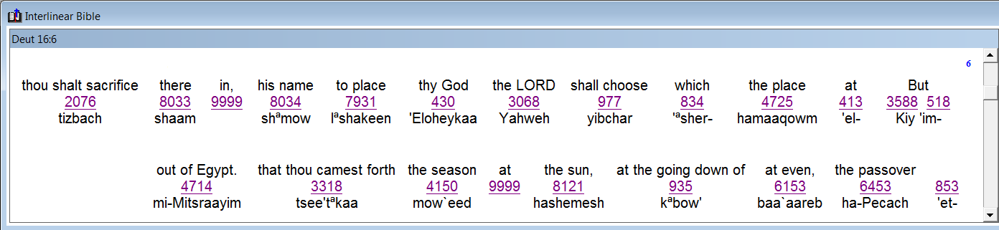 Interlinear Bible
Deut 16:6
6
thou shalt sacrifice there in, his name to place thy God the LORD shall choose which the place at But
2076 8033 9999 8034 7931 430 3068 977 834 4725 413 3588 518
tizbach shaam shªmow lªshakeen 'Eloheykaa Yahweh yibchar 'ªsher- hamaaqowm 'el- Kiy 'im-
out of Egypt. that thou camest forth the season at the sun, at the going down of at even, the passover
4714 3318 4150 9999 8121 935 6153 6453 853
mi-Mitsraayim tsee'tªkaa mow`eed hashemesh kªbow' baa`aareb ha-Pecach 'et-